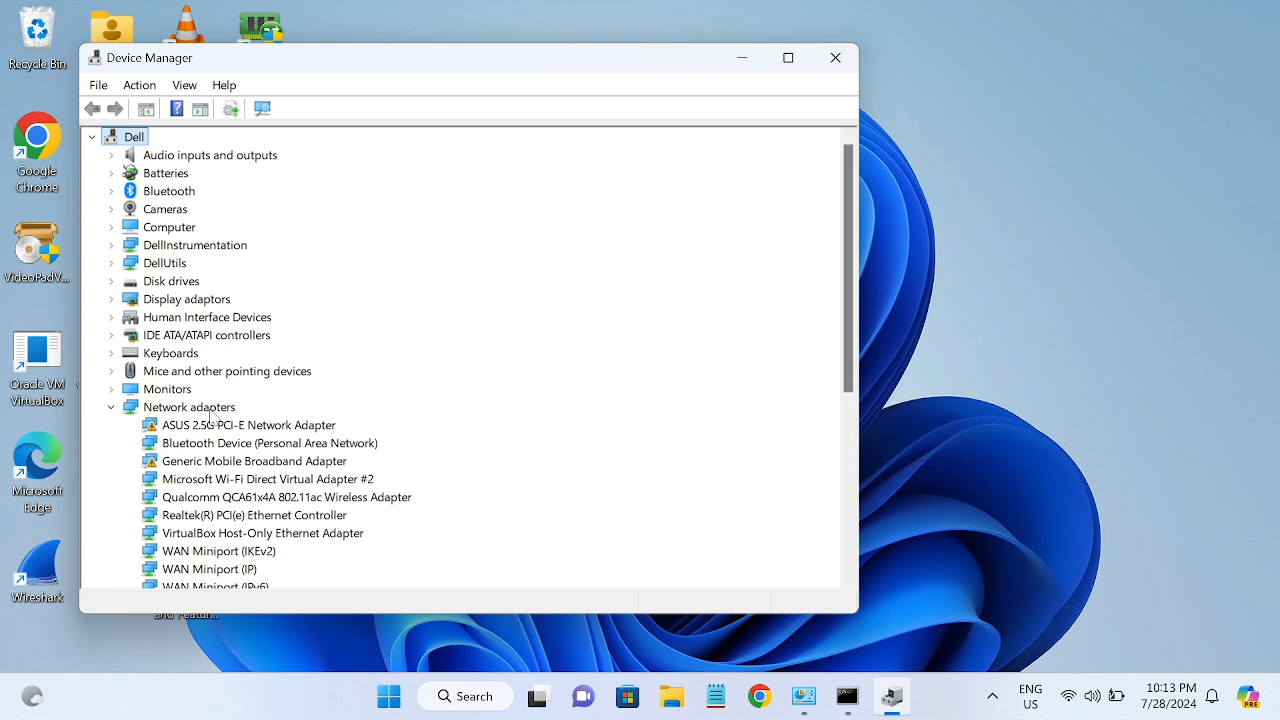 Recycle Bin
Google
Chrome
VideoPadV...
Oracle VM
VirtualBox
Microsoft
Edge
Wireshark
Device Manager
File Action View Help
Dell
Audio inputs and outputs
Batteries
Bluetooth
Cameras
Computer
DellInstrumentation
DellUtils
Disk drives
Display adaptors
Human Interface Devices
IDE ATA/ATAPI controllers
Keyboards
Mice and other pointing devices
Monitors
Network adapters
ASUS 2.5G PCI-E Network Adapter
Bluetooth Device (Personal Area Network)
Generic Mobile Broadband Adapter
Microsoft Wi-Fi Direct Virtual Adapter #2
Qualcomm QCA61x4A 802.11ac Wireless Adapter
Realtek(R) PCI(e) Ethernet Controller
VirtualBox Host-Only Ethernet Adapter
WAN Miniport (IKEv2)
WAN Miniport (IP)
WAN Miniport (IPv6)
and Featur...
Search
ENG
US
10:13 PM
7/28/2024
PRE